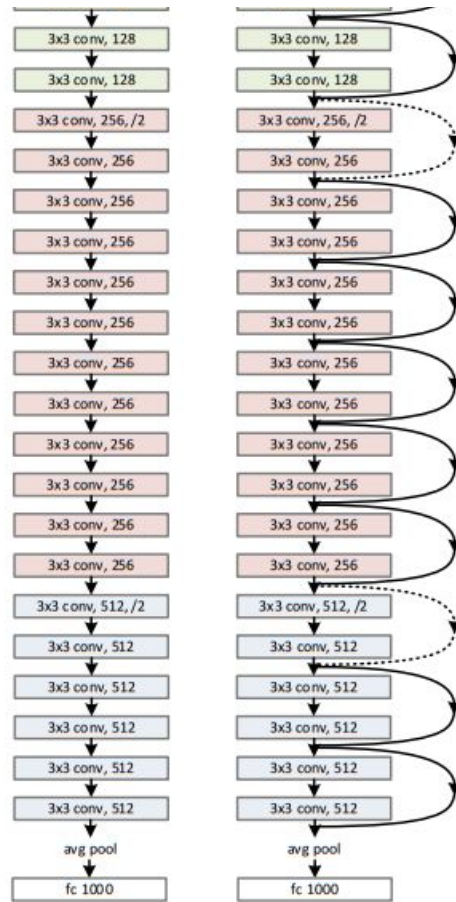 3x3 conv, 128
3x3 conv, 128
3x3 conv, 256, /2
3x3 conv, 256
3x3 conv, 256
3x3 conv, 256
3x3 conv, 256
3x3 conv, 256
3x3 conv, 256
3x3 conv, 256
3x3 conv, 256
3x3 conv, 256
3x3 conv, 256
3x3 conv, 256
3x3 conv, 512, /2
3x3 conv, 512
3x3 conv, 512
3x3 conv, 512
3x3 conv, 512
3x3 conv, 512
avg pool
fc 1000
3x3 conv, 128
3x3 conv, 128
3x3 conv, 256, /2
3x3 conv, 256
3x3 conv, 256
3x3 conv, 256
3x3 conv, 256
3x3 conv, 256
3x3 conv, 256
3x3 conv, 256
3x3 conv, 256
3x3 conv, 256
3x3 conv, 256
3x3 conv, 256
3x3 conv, 512, /2
3x3 conv, 512
3x3 conv, 512
3x3 conv, 512
3x3 conv, 512
3x3 conv, 512
avg pool
fc 1000